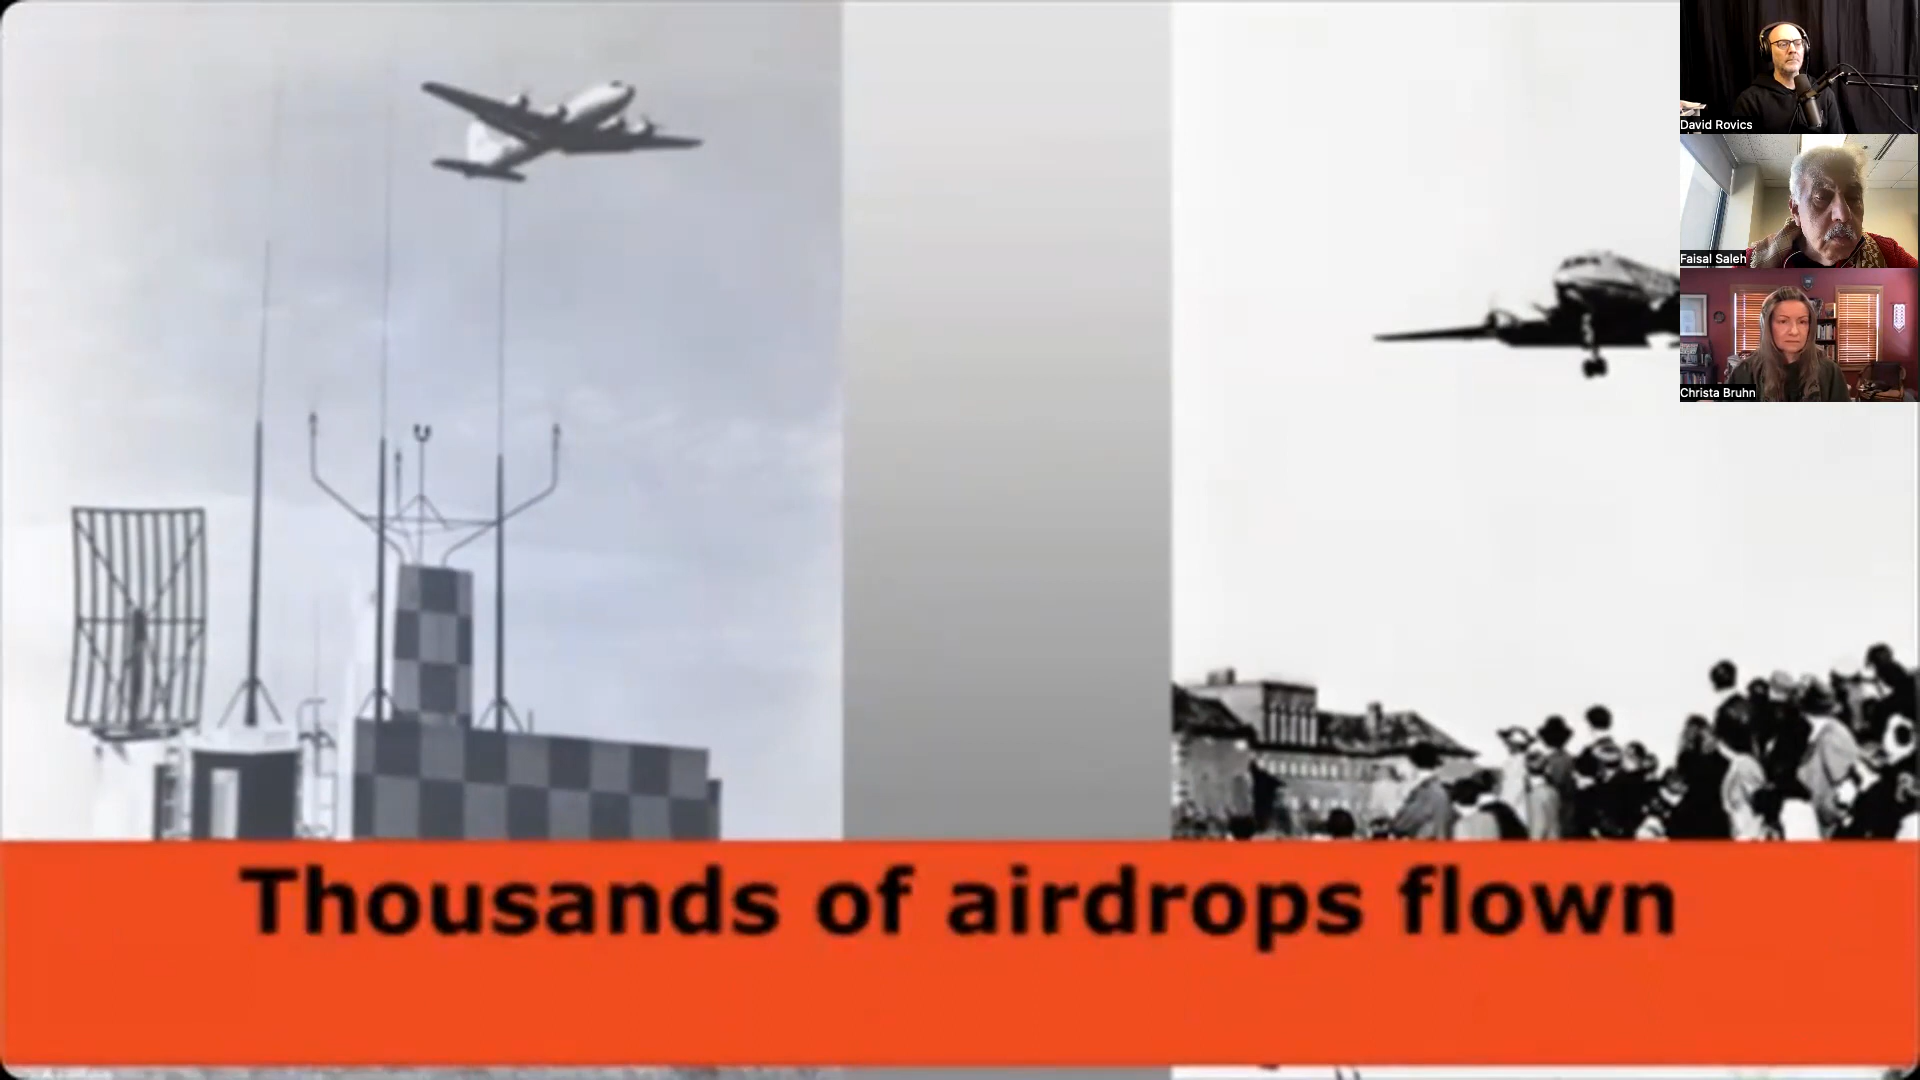 David Rovics
Faisal Saleh
Christa Bruhn
Thousands of airdrops flown